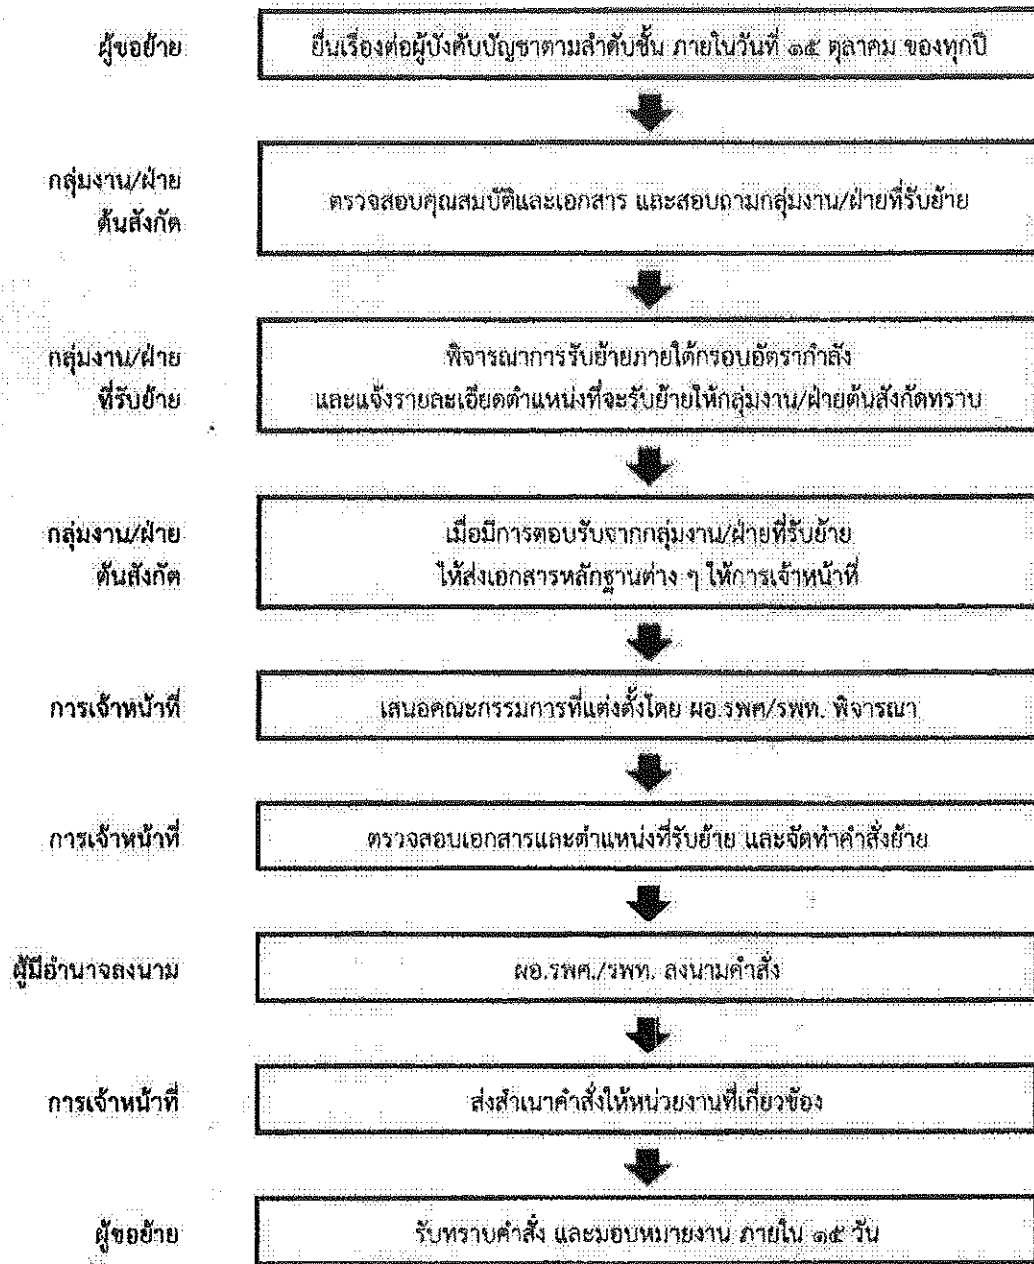 ผู้ขอย้าย
ยื่นเรื่องต่อผู้บังคับบัญชาตามลำดับชั้น ภายในวันที่ ๑๕ ตุลาคม ของทุกปี
กลุ่มงาน/ฝ่าย
ต้นสังกัด
ตรวจสอบคุณสมบัติและเอกสาร และสอบถามกลุ่มงาน/ฝ่ายที่รับย้าย
กลุ่มงาน/ฝ่าย
ที่รับย้าย
พิจารณาการรับย้ายภายใต้กรอบอัตรากำลัง
และแจ้งรายละเอียดตำแหน่งที่จะรับย้ายให้กลุ่มงาน/ฝ่ายต้นสังกัดทราบ
กลุ่มงาน/ฝ่าย
ต้นสังกัด
เมื่อมีการตอบรับจากกลุ่มงาน/ฝ่ายที่รับย้าย
ให้ส่งเอกสารหลักฐานต่าง ๆ ให้การเจ้าหน้าที่
การเจ้าหน้าที่
เสนอคณะกรรมการที่แต่งตั้งโดย ผอ.รพศ/รพท. พิจารณา
การเจ้าหน้าที่
ตรวจสอบเอกสารและตำแหน่งที่รับย้าย และจัดทำคำสั่งย้าย
ผู้มีอำนาจลงนาม
ผอ.รพศ./รพท. ลงนามคำสั่ง
การเจ้าหน้าที่
ส่งสำเนาคำสั่งให้หน่วยงานที่เกี่ยวข้อง
ผู้ขอย้าย
รับทราบคำสั่ง และมอบหมายงาน ภายใน ๑๕ วัน